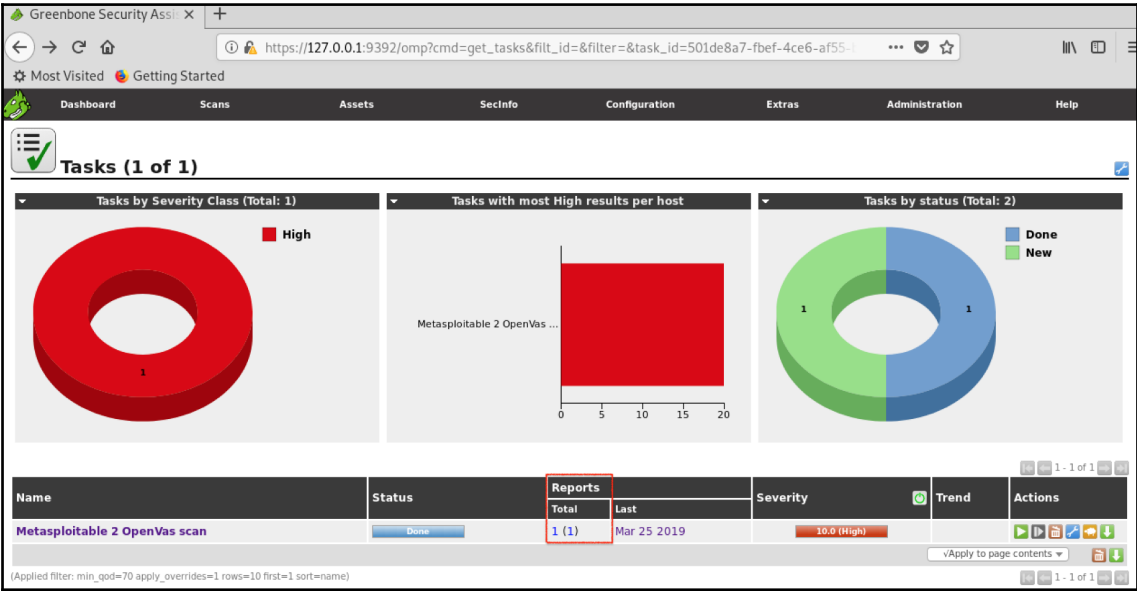 Greenbone Security Assi
https://127.0.0.1:9392/omp?cmd=get_tasks&filt_id=&filter=&task_id=501de8a7-fbef-4ce6-af55-
Most Visited Getting Started
Dashboard Scans Assets SecInfo Configuration Extras Administration Help
Tasks (1 of 1)
Tasks by Severity Class (Total: 1)
High
1
Tasks with most High results per host
Metasploitable 2 OpenVas ...
0 5 10 15 20
Tasks by status (Total: 2)
Done
New
1 1
1 - 1 of 1
Name Status Reports Severity Trend Actions
Total Last
Metasploitable 2 OpenVas scan Done 1 (1) Mar 25 2019 10.0 (High)
√Apply to page contents
(Applied filter: min_qod=70 apply_overrides=1 rows=10 first=1 sort=name) 1 - 1 of 1